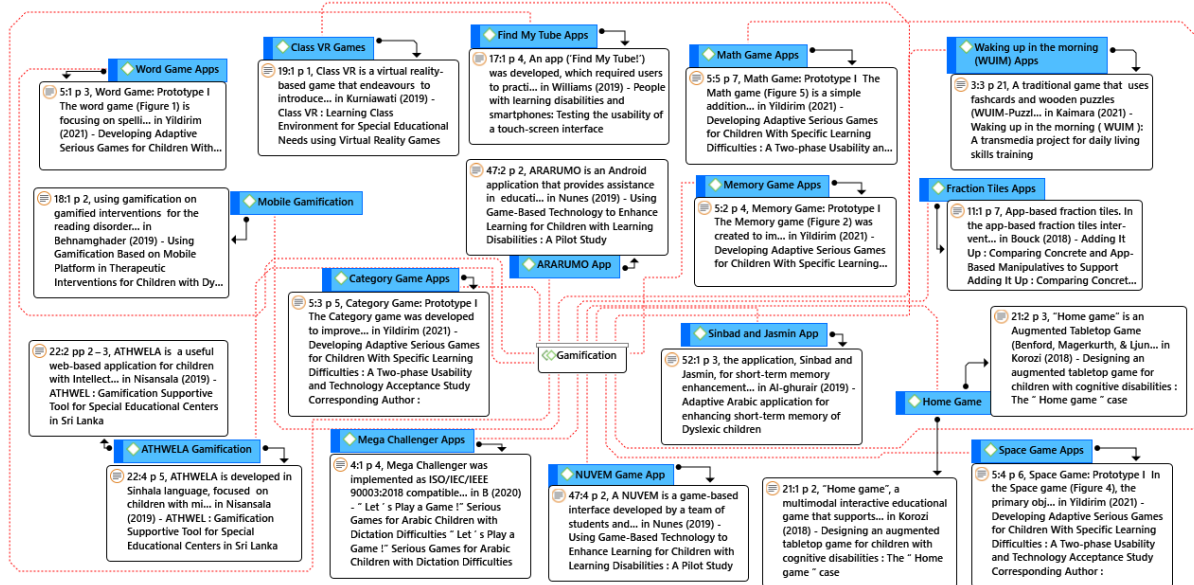 Word Game Apps
5:1 p 3, Word Game: Prototype I
The word game (Figure 1) is
focusing on spelli... in Yildirim
(2021) - Developing Adaptive
Serious Games for Children With...
Class VR Games
19:1 p 1, Class VR is a virtual reality-
based game that endeavours to
introduce... in Kurniawati (2019) -
Class VR : Learning Class
Environment for Special Educational
Needs using Virtual Reality Games
Find My Tube Apps
17:1 p 4, An app (‘Find My Tube!’)
was developed, which required users
to practi... in Williams (2019) -
People with learning disabilities and
smartphones: Testing the usability of
a touch-screen interface
Math Game Apps
5:5 p 7, Math Game: Prototype I The
Math game (Figure 5) is a simple
addition... in Yildirim (2021) -
Developing Adaptive Serious Games
for Children With Specific Learning
Difficulties : A Two-phase Usability an...
Waking up in the morning
(WUIM) Apps
3:3 p 21, A traditional game that uses
fashcards and wooden puzzles
(WUIM-Puzzl... in Kaimara (2021) -
Waking up in the morning ( WUIM ):
A transmedia project for daily living
skills training
Mobile Gamification
18:1 p 2, using gamification on
gamified interventions for the
reading disorder... in
Behnamghader (2019) - Using
Gamification Based on Mobile
Platform in Therapeutic
Interventions for Children with Dy...
47:2 p 2, ARARUMO is an Android
application that provides assistance
in educati... in Nunes (2019) - Using
Game-Based Technology to Enhance
Learning for Children with Learning
Disabilities : A Pilot Study
ARARUMO App
Memory Game Apps
5:2 p 4, Memory Game: Prototype I
The Memory game (Figure 2) was
created to im... in Yildirim (2021) -
Developing Adaptive Serious Games
for Children With Specific Learning...
Fraction Tiles Apps
11:1 p 7, App-based fraction tiles. In
the app-based fraction tiles inter-
vent... in Bouck (2018) - Adding It
Up : Comparing Concrete and App-
Based Manipulatives to Support
Adding It Up : Comparing Concret...
Category Game Apps
5:3 p 5, Category Game: Prototype I
The Category game was developed
to improve... in Yildirim (2021) -
Developing Adaptive Serious Games
for Children With Specific Learning
Difficulties : A Two-phase Usability
and Technology Acceptance Study
Corresponding Author :
Gamification
Sinbad and Jasmin App
52:1 p 3, the application, Sinbad and
Jasmin, for short-term memory
enhancement... in Al-ghurair (2019) -
Adaptive Arabic application for
enhancing short-term memory of
Dyslexic children
21:2 p 3, “Home game” is an
Augmented Tabletop Game
(Benford, Magerkurth, & Ljun... in
Korozi (2018) - Designing an
augmented tabletop game for
children with cognitive disabilities :
The “ Home game ” case
Home Game
21:1 p 2, “Home game”, a
multimodal interactive educational
game that supports... in Korozi
(2018) - Designing an augmented
tabletop game for children with
cognitive disabilities : The “ Home
game ” case
22:2 pp 2 – 3, ATHWELA is a useful
web-based application for children
with Intellect... in Nisansala (2019) -
ATHWEL : Gamification Supportive
Tool for Special Educational Centers
in Sri Lanka
ATHWELA Gamification
22:4 p 5, ATHWELA is developed in
Sinhala language, focused on
children with mi... in Nisansala
(2019) - ATHWEL : Gamification
Supportive Tool for Special
Educational Centers in Sri Lanka
Mega Challenger Apps
4:1 p 4, Mega Challenger was
implemented as ISO/IEC/IEEE
90003:2018 compatible... in B (2020)
- “ Let ‘ s Play a Game !” Serious
Games for Arabic Children with
Dictation Difficulties “ Let ‘ s Play a
Game !” Serious Games for Arabic
Children with Dictation Difficulties
NUVEM Game App
47:4 p 2, A NUVEM is a game-based
interface developed by a team of
students and... in Nunes (2019) -
Using Game-Based Technology to
Enhance Learning for Children with
Learning Disabilities : A Pilot Study
Space Game Apps
5:4 p 6, Space Game: Prototype I In
the Space game (Figure 4), the
primary obj... in Yildirim (2021) -
Developing Adaptive Serious Games
for Children With Specific Learning
Difficulties : A Two-phase Usability
and Technology Acceptance Study
Corresponding Author :